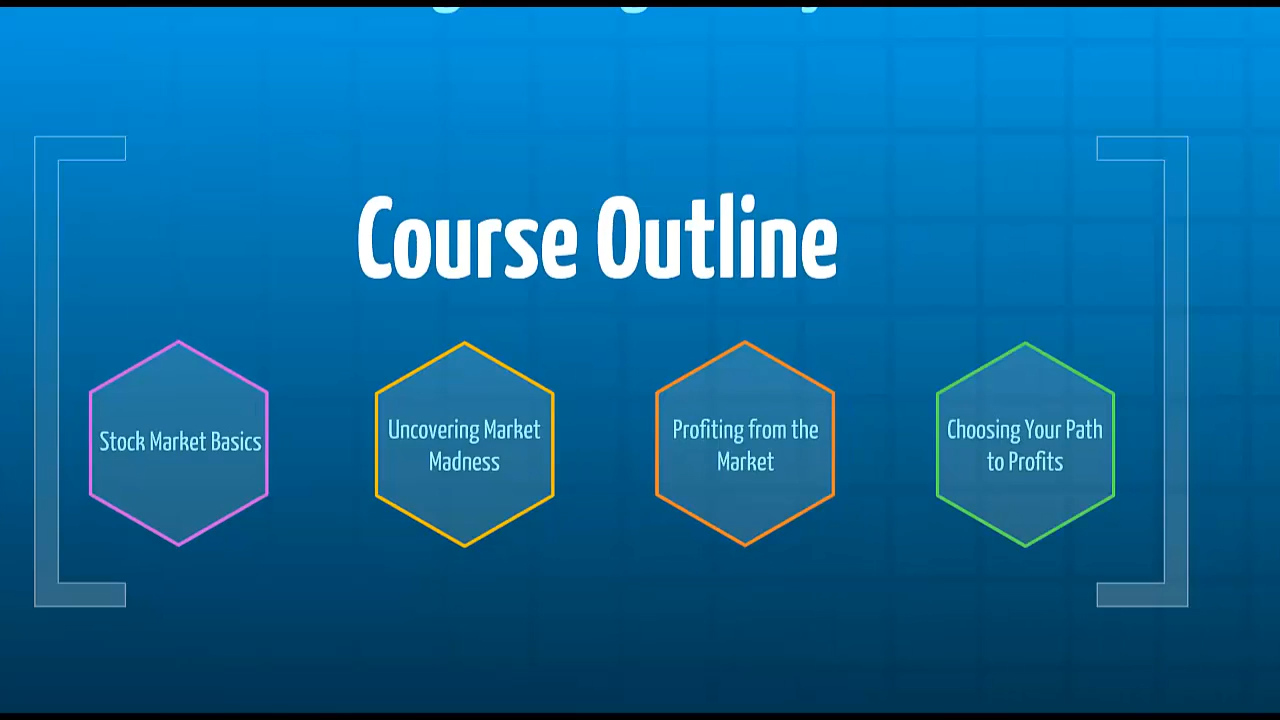 Course Outline
Stock Market Basics
Uncovering Market
Madness
Profiting from the
Market
Choosing Your Path
to Profits